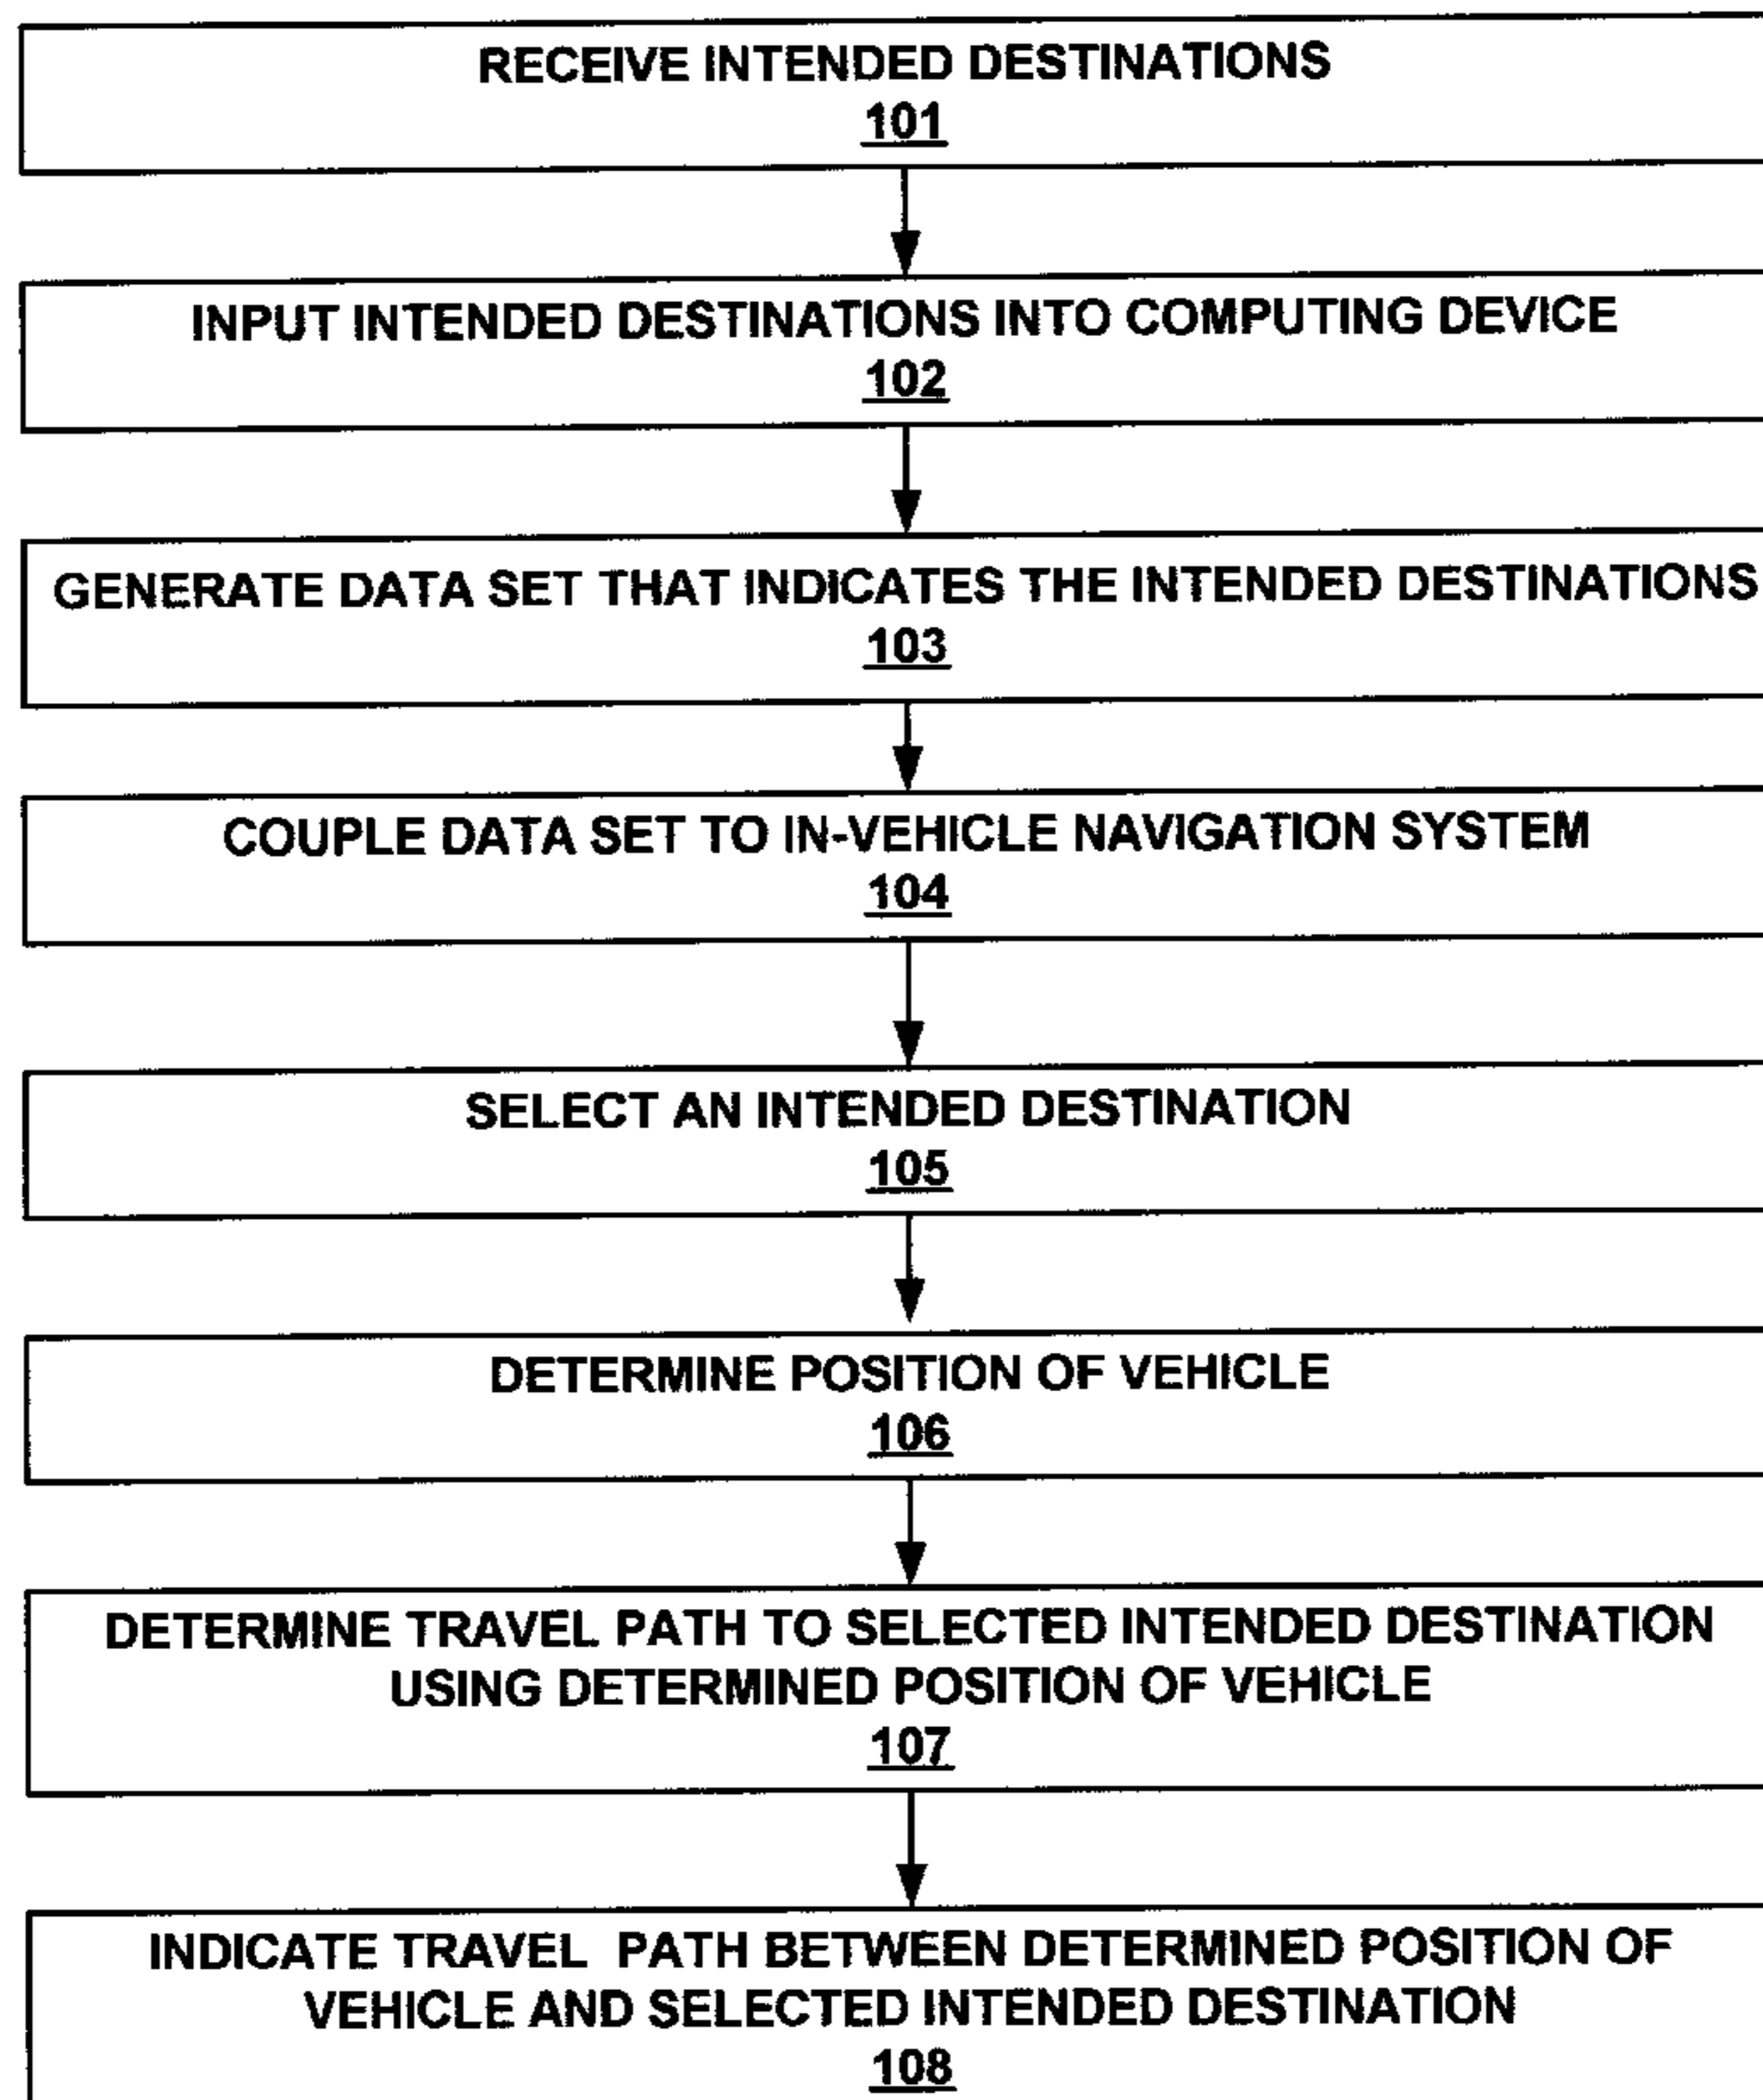 RECEIVE INTENDED DESTINATIONS
101
INPUT INTENDED DESTINATIONS INTO COMPUTING DEVICE
102
GENERATE DATA SET THAT INDICATES THE INTENDED DESTINATIONS
103
COUPLE DATA SET TO IN-VEHICLE NAVIGATION SYSTEM
104
SELECT AN INTENDED DESTINATION
105
DETERMINE POSITION OF VEHICLE
106
DETERMINE TRAVEL PATH TO SELECTED INTENDED DESTINATION
USING DETERMINED POSITION OF VEHICLE
107
INDICATE TRAVEL PATH BETWEEN DETERMINED POSITION OF
VEHICLE AND SELECTED INTENDED DESTINATION
108